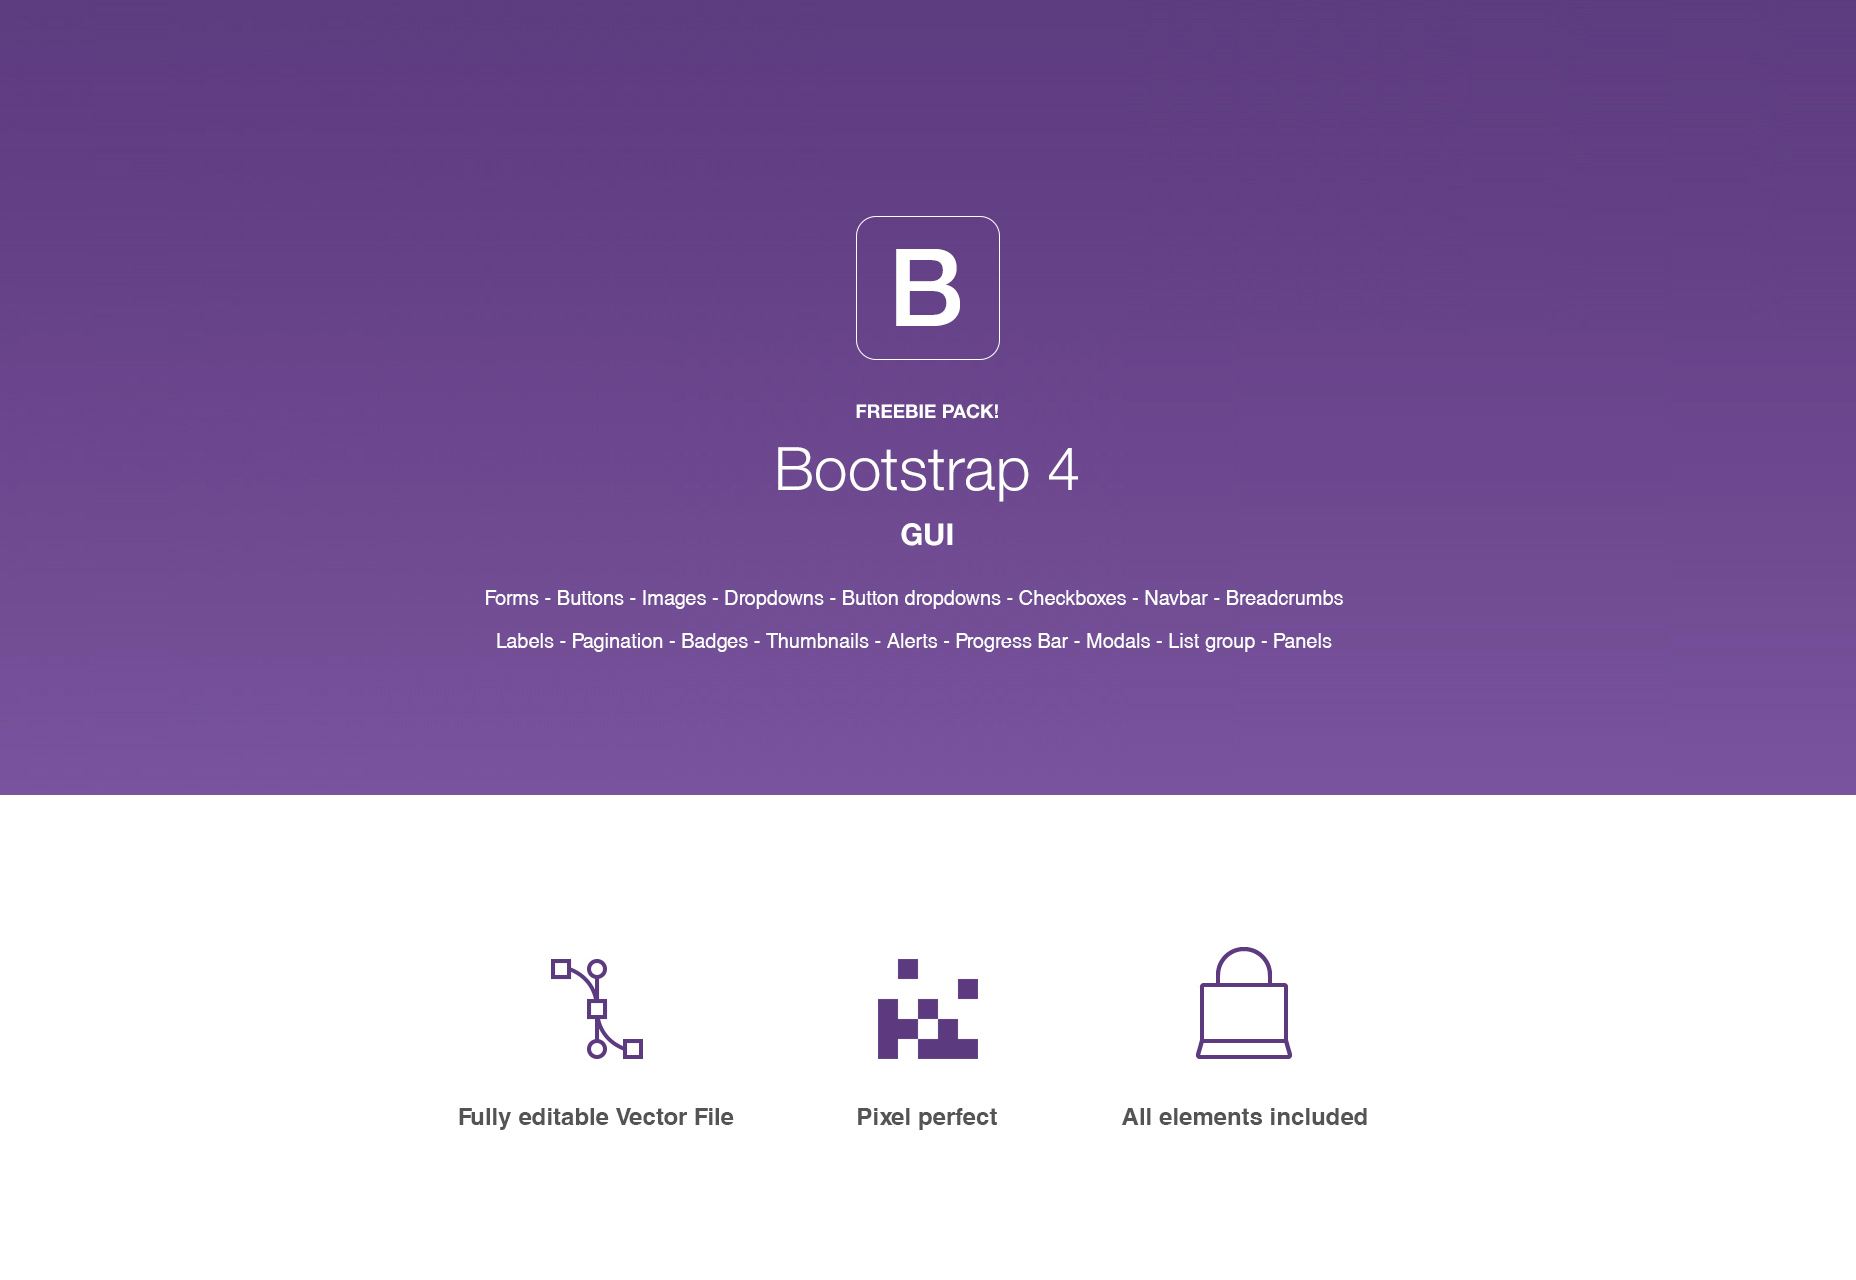 B
FREEBIE PACK!
Bootstrap 4
GUI
Forms - Buttons - Images - Dropdowns - Button dropdowns - Checkboxes - Navbar - Breadcrumbs
Labels - Pagination - Badges - Thumbnails - Alerts - Progress Bar - Modals - List group - Panels
Fully editable Vector File
Pixel perfect
All elements included